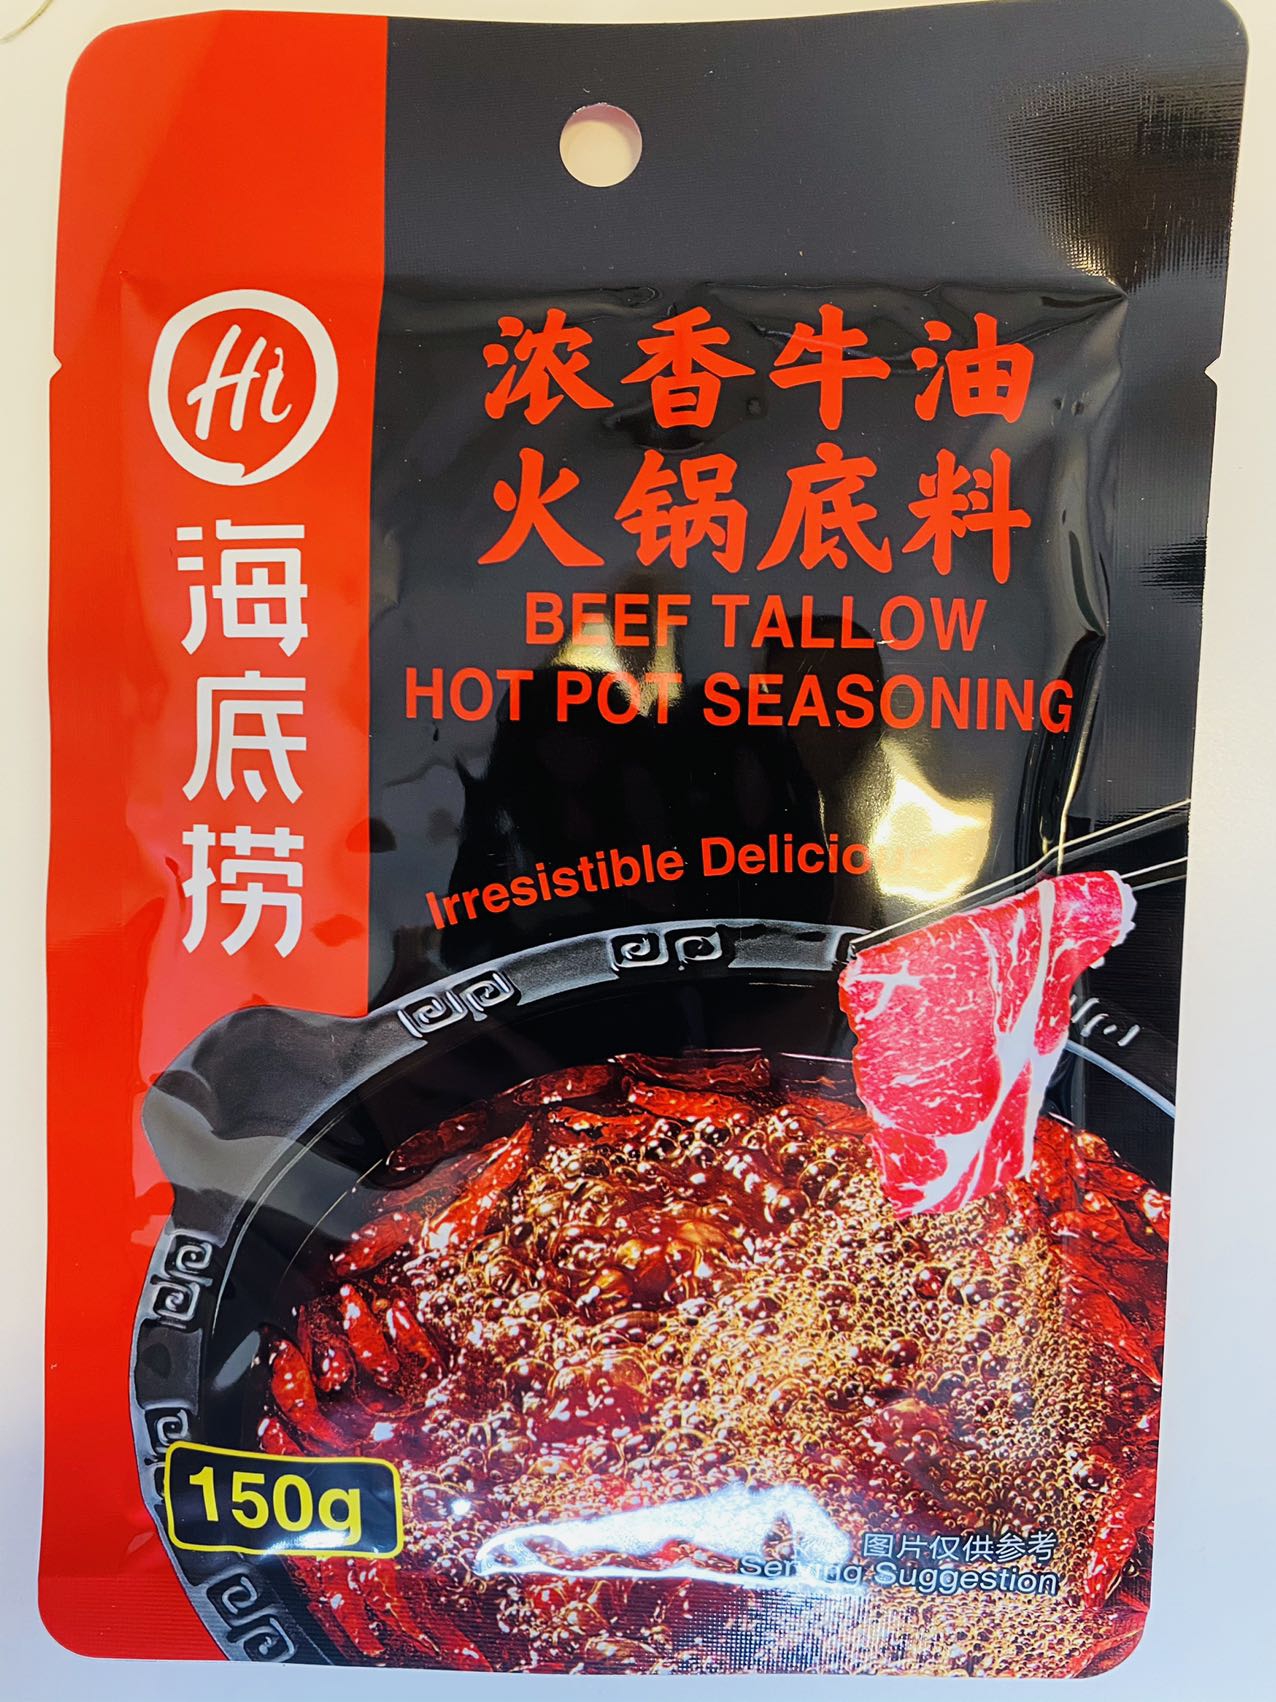 Hi
海底捞
浓香牛油
火锅底料
BEEF TALLOW
HOT POT SEASONING
Irresistible
150g
图片仅供参考
Serving Suggestion